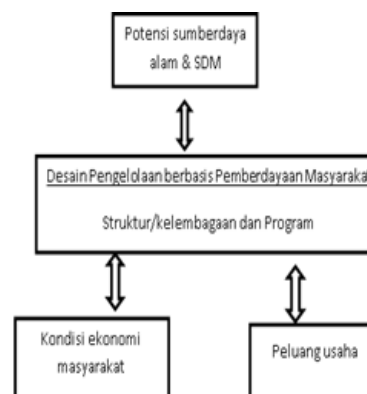 Potensi sumberdaya
alam & SDM
Desain Pengelolaan berbasis Pemberdayaan Masyaraka
Struktur/kelembagaan dan Program
Kondisi ekonomi
masyarakat
Peluang usaha